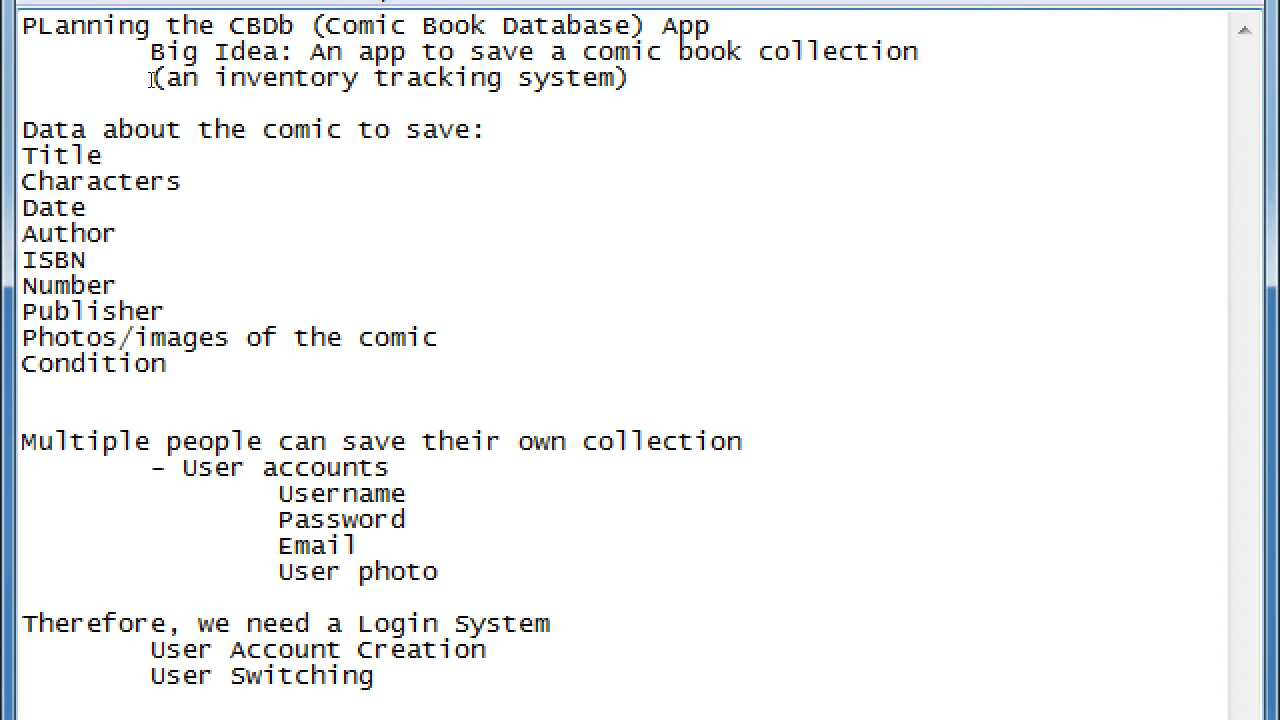 PLanning the CBDb (Comic Book Database) App
Big Idea: An app to save a comic book collection
(an inventory tracking system)
Data about the comic to save:
Title
Characters
Date
Author
ISBN
Number
Publisher
Photos/images of the comic
Condition
Multiple people can save their own collection
- User accounts
Username
Password
Email
User photo
Therefore, we need a Login System
User Account Creation
User Switching